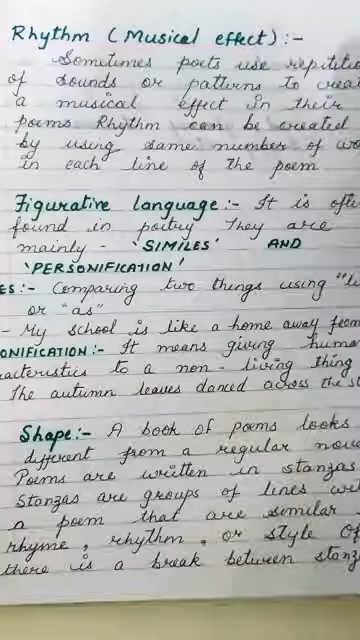 Rhythm (Musical effect):-
Sometimes poets use repititio
of sounds or patterns to creat
a musical effect in their
poems Rhythm can be created
by using same number of wo
in each line of the poem.
Figurative language:- It is ofte
found in poetry They are
mainly - 'SIMILES' AND
'PERSONIFICATION'
ES:- Comparing two things using "li
or "as"
- My school is like a home away from
ONIFICATION:- It means giving human
racteristics to a non-living thing
The autumn leaves danced across the st
Shape:- A book of poems looks
different from a regular nove
Poems are written in stanzas
Stanzas are groups of lines wi
a poem that are similar
rhyme, rhythm, or style of
there is a break between stanz